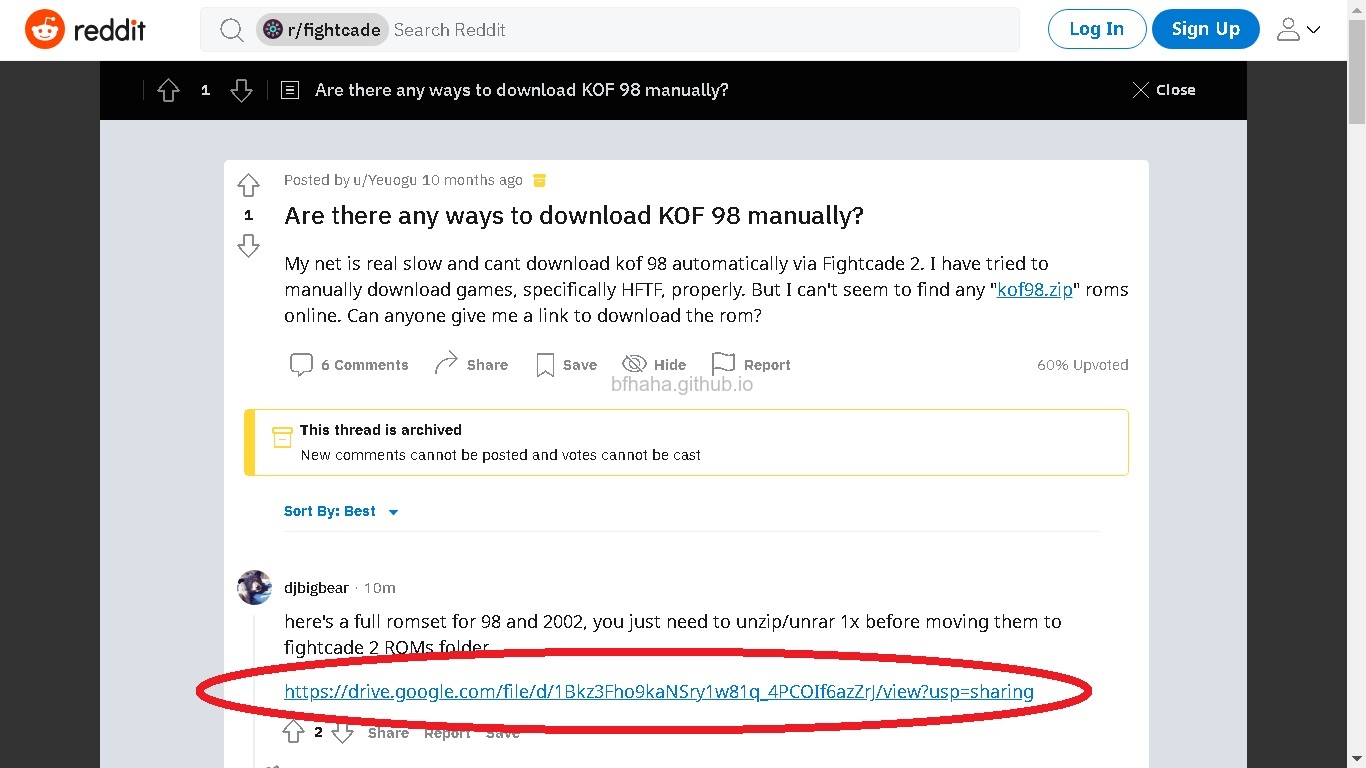 reddit
r/fightcade Search Reddit
Log In
Sign Up
1
Are there any ways to download KOF 98 manually?
Close
Posted by u/Yeuogu 10 months ago
1
Are there any ways to download KOF 98 manually?
My net is real slow and cant download kof 98 automatically via Fightcade 2. I have tried to
manually download games, specifically HFTF, properly. But I can't seem to find any "kof98.zip" roms
online. Can anyone give me a link to download the rom?
6 Comments Share Save Hide Report 60% Upvoted
bfhaha.github.io
This thread is archived
New comments cannot be posted and votes cannot be cast
Sort By: Best
djbigbear · 10m
here's a full romset for 98 and 2002, you just need to unzip/unrar 1x before moving them to
fightcade 2 ROMs folder
https://drive.google.com/file/d/1Bkz3Fho9kaNSry1w81q_4PCOIf6azZrJ/view?usp=sharing
2 Share Report Save